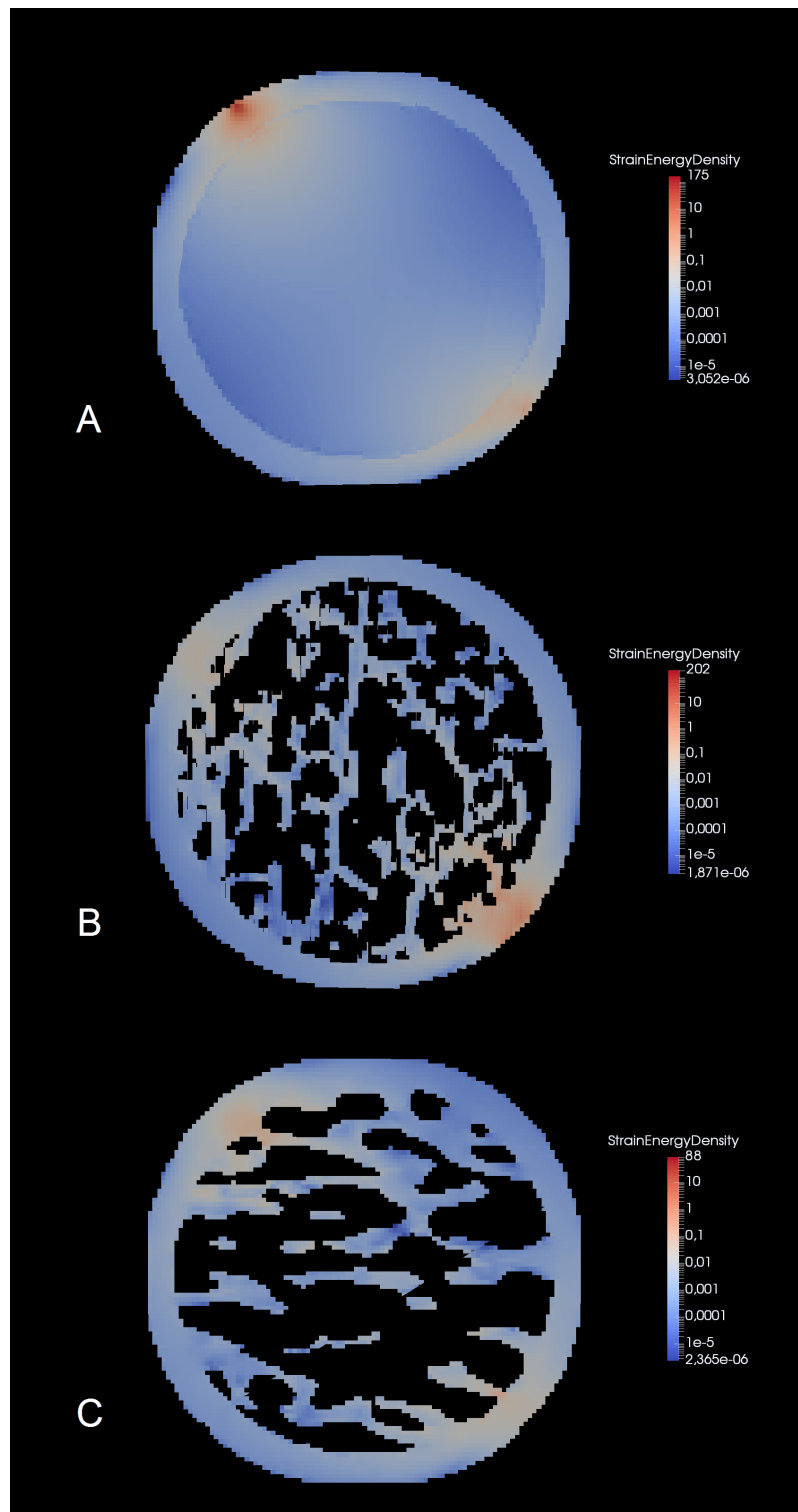 StrainEnergyDensity
175
10
1
0,1
0,01
0,001
0,0001
1e-5
3,052e-06
A
StrainEnergyDensity
202
10
1
0,1
0,01
0,001
0,0001
1e-5
1,871e-06
B
StrainEnergyDensity
88
10
1
0,1
0,01
0,001
0,0001
1e-5
2,365e-06
C